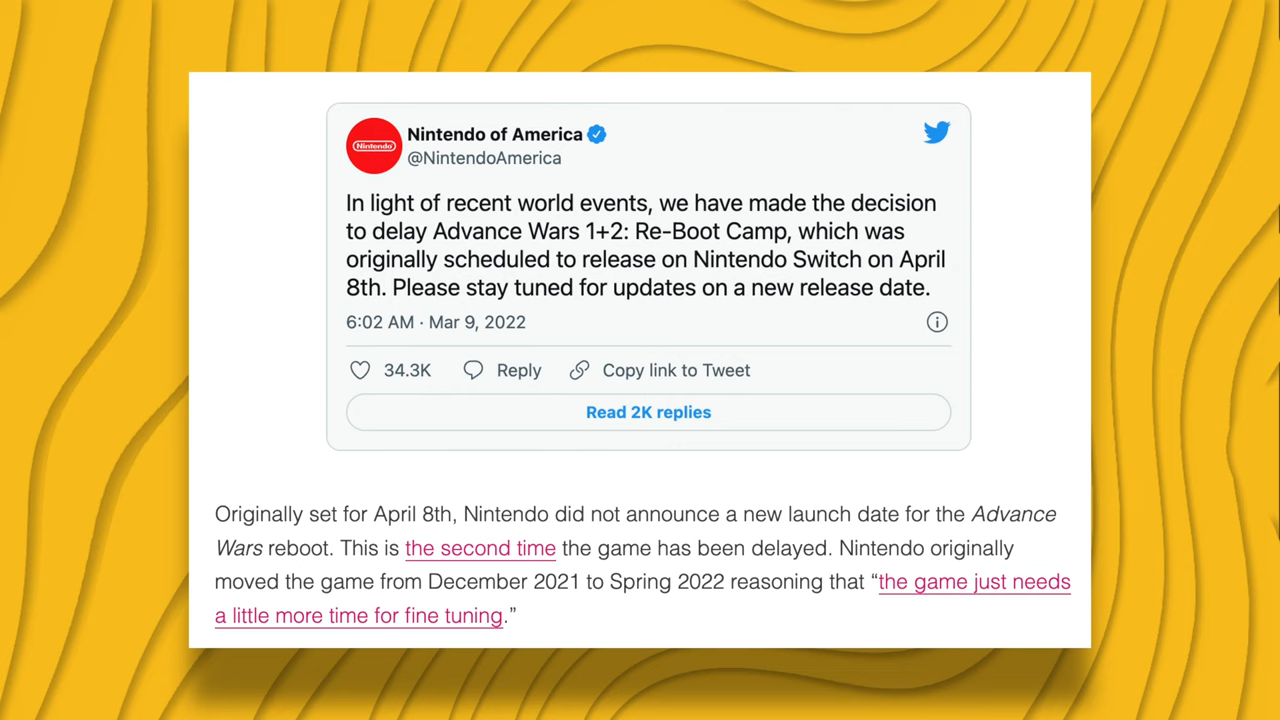 Nintendo of America
Nintendo
@NintendoAmerica
In light of recent world events, we have made the decision
to delay Advance Wars 1+2: Re-Boot Camp, which was
originally scheduled to release on Nintendo Switch on April
8th. Please stay tuned for updates on a new release date.
6:02 AM · Mar 9, 2022
34.3K Reply Copy link to Tweet
Read 2K replies
Originally set for April 8th, Nintendo did not announce a new launch date for the Advance
Wars reboot. This is the second time the game has been delayed. Nintendo originally
moved the game from December 2021 to Spring 2022 reasoning that “the game just needs
a little more time for fine tuning.”